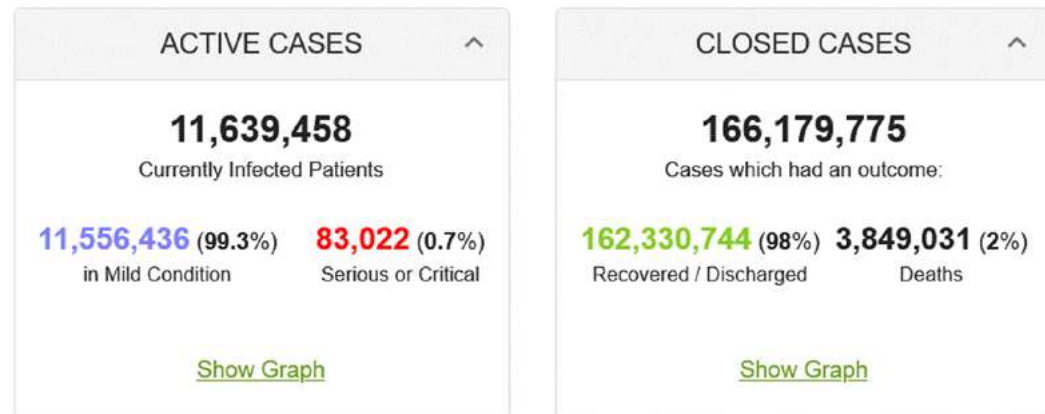 ACTIVE CASES
11,639,458
Currently Infected Patients
11,556,436 (99.3%) 83,022 (0.7%)
in Mild Condition Serious or Critical
Show Graph
CLOSED CASES
166,179,775
Cases which had an outcome:
162,330,744 (98%) 3,849,031 (2%)
Recovered / Discharged Deaths
Show Graph